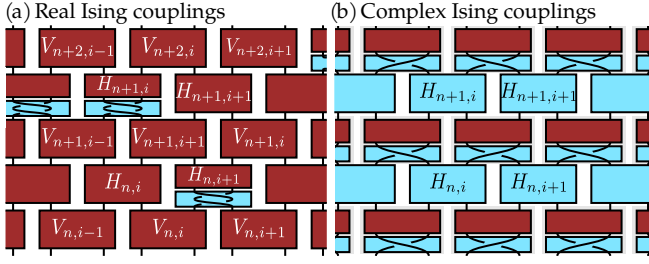 (a) Real Ising couplings (b) Complex Ising couplings
V_{n+2,i−1} V_{n+2,i} V_{n+2,i+1}
H_{n+1,i} H_{n+1,i+1} H_{n+1,i} H_{n+1,i+1}
V_{n+1,i−1} V_{n+1,i+1} V_{n+1,i}
H_{n,i} H_{n,i+1} H_{n,i} H_{n,i+1}
V_{n,i−1} V_{n,i} V_{n,i+1}